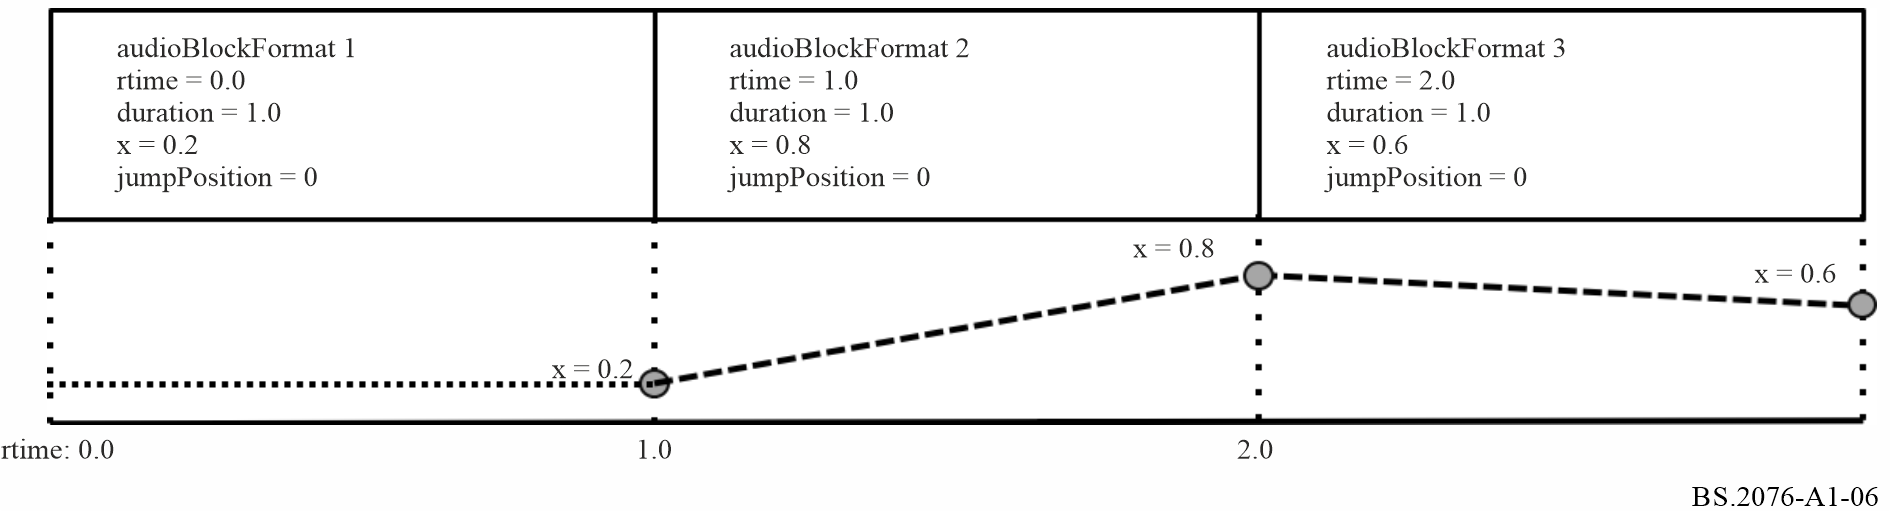 audioBlockFormat 1
rtime = 0.0
duration = 1.0
x = 0.2
jumpPosition = 0
audioBlockFormat 2
rtime = 1.0
duration = 1.0
x = 0.8
jumpPosition = 0
audioBlockFormat 3
rtime = 2.0
duration = 1.0
x = 0.6
jumpPosition = 0
x = 0.2
x = 0.8
x = 0.6
rtime: 0.0
1.0
2.0
BS.2076-A1-06